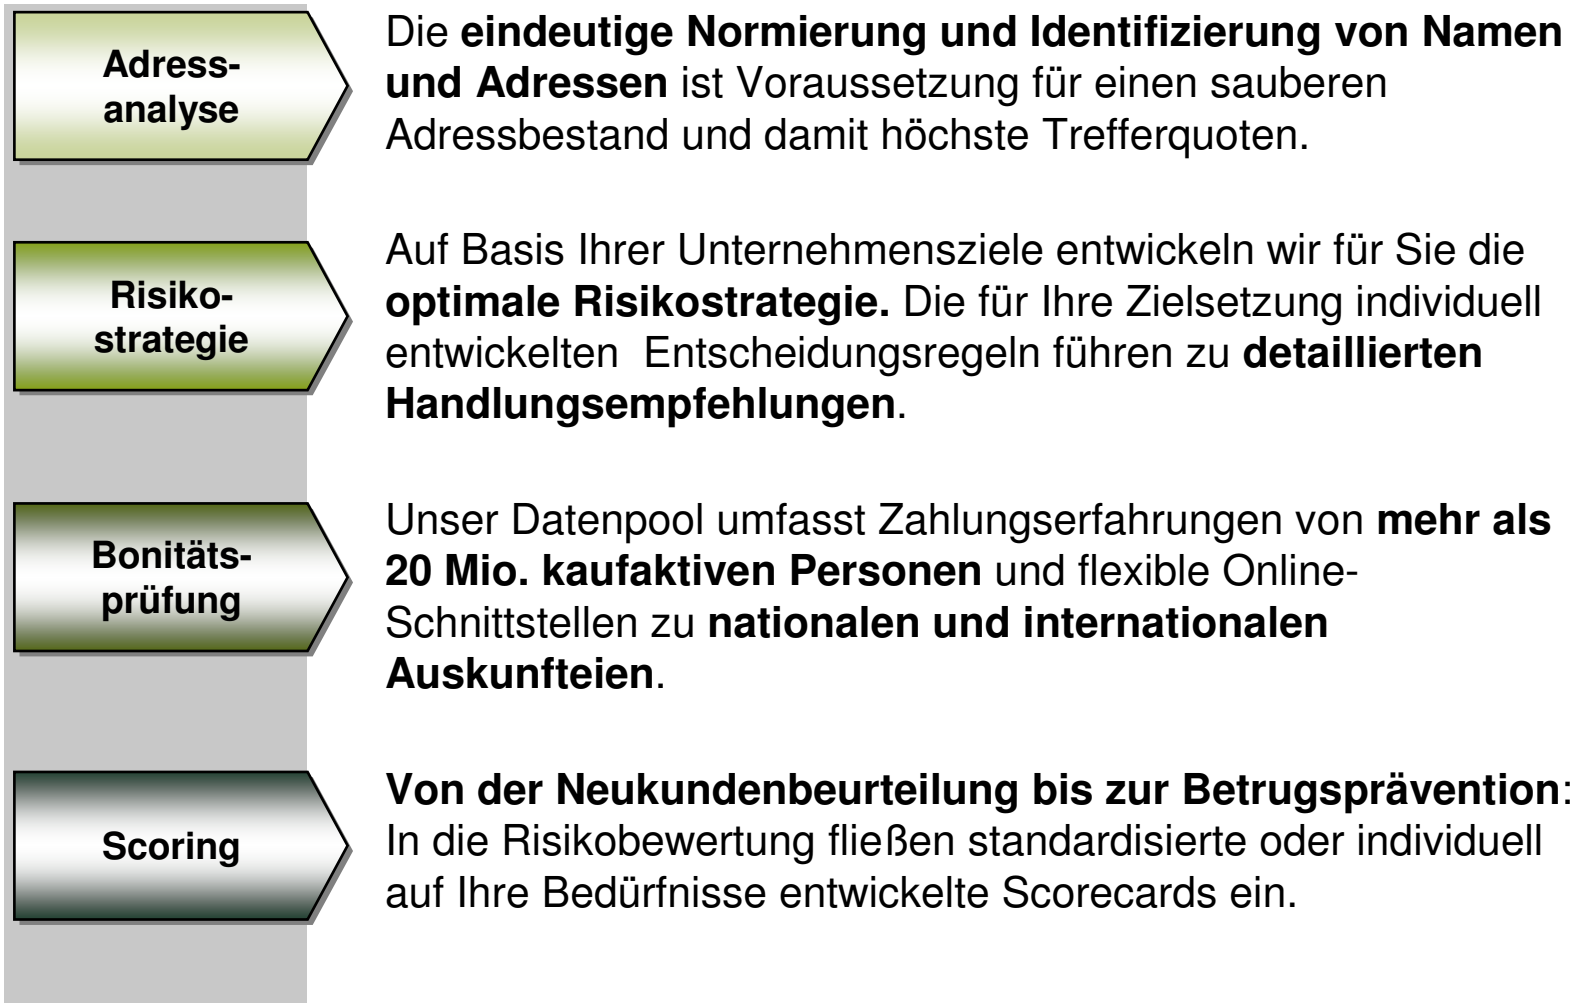 Adress-
analyse
Die eindeutige Normierung und Identifizierung von Namen
und Adressen ist Voraussetzung für einen sauberen
Adressbestand und damit höchste Trefferquoten.
Risiko-
strategie
Auf Basis Ihrer Unternehmensziele entwickeln wir für Sie die
optimale Risikostrategie. Die für Ihre Zielsetzung individuell
entwickelten  Entscheidungsregeln führen zu detaillierten
Handlungsempfehlungen.
Bonitäts-
prüfung
Unser Datenpool umfasst Zahlungserfahrungen von mehr als
20 Mio. kaufaktiven Personen und flexible Online-
Schnittstellen zu nationalen und internationalen
Auskunfteien.
Scoring
Von der Neukundenbeurteilung bis zur Betrugsprävention:
In die Risikobewertung fließen standardisierte oder individuell
auf Ihre Bedürfnisse entwickelte Scorecards ein.